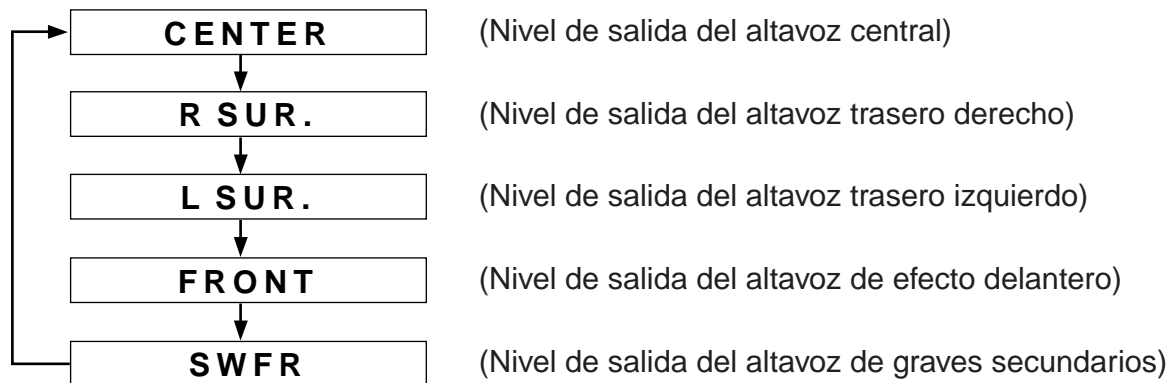 CENTER (Nivel de salida del altavoz central)
R SUR. (Nivel de salida del altavoz trasero derecho)
L SUR. (Nivel de salida del altavoz trasero izquierdo)
FRONT (Nivel de salida del altavoz de efecto delantero)
SWFR (Nivel de salida del altavoz de graves secundarios)